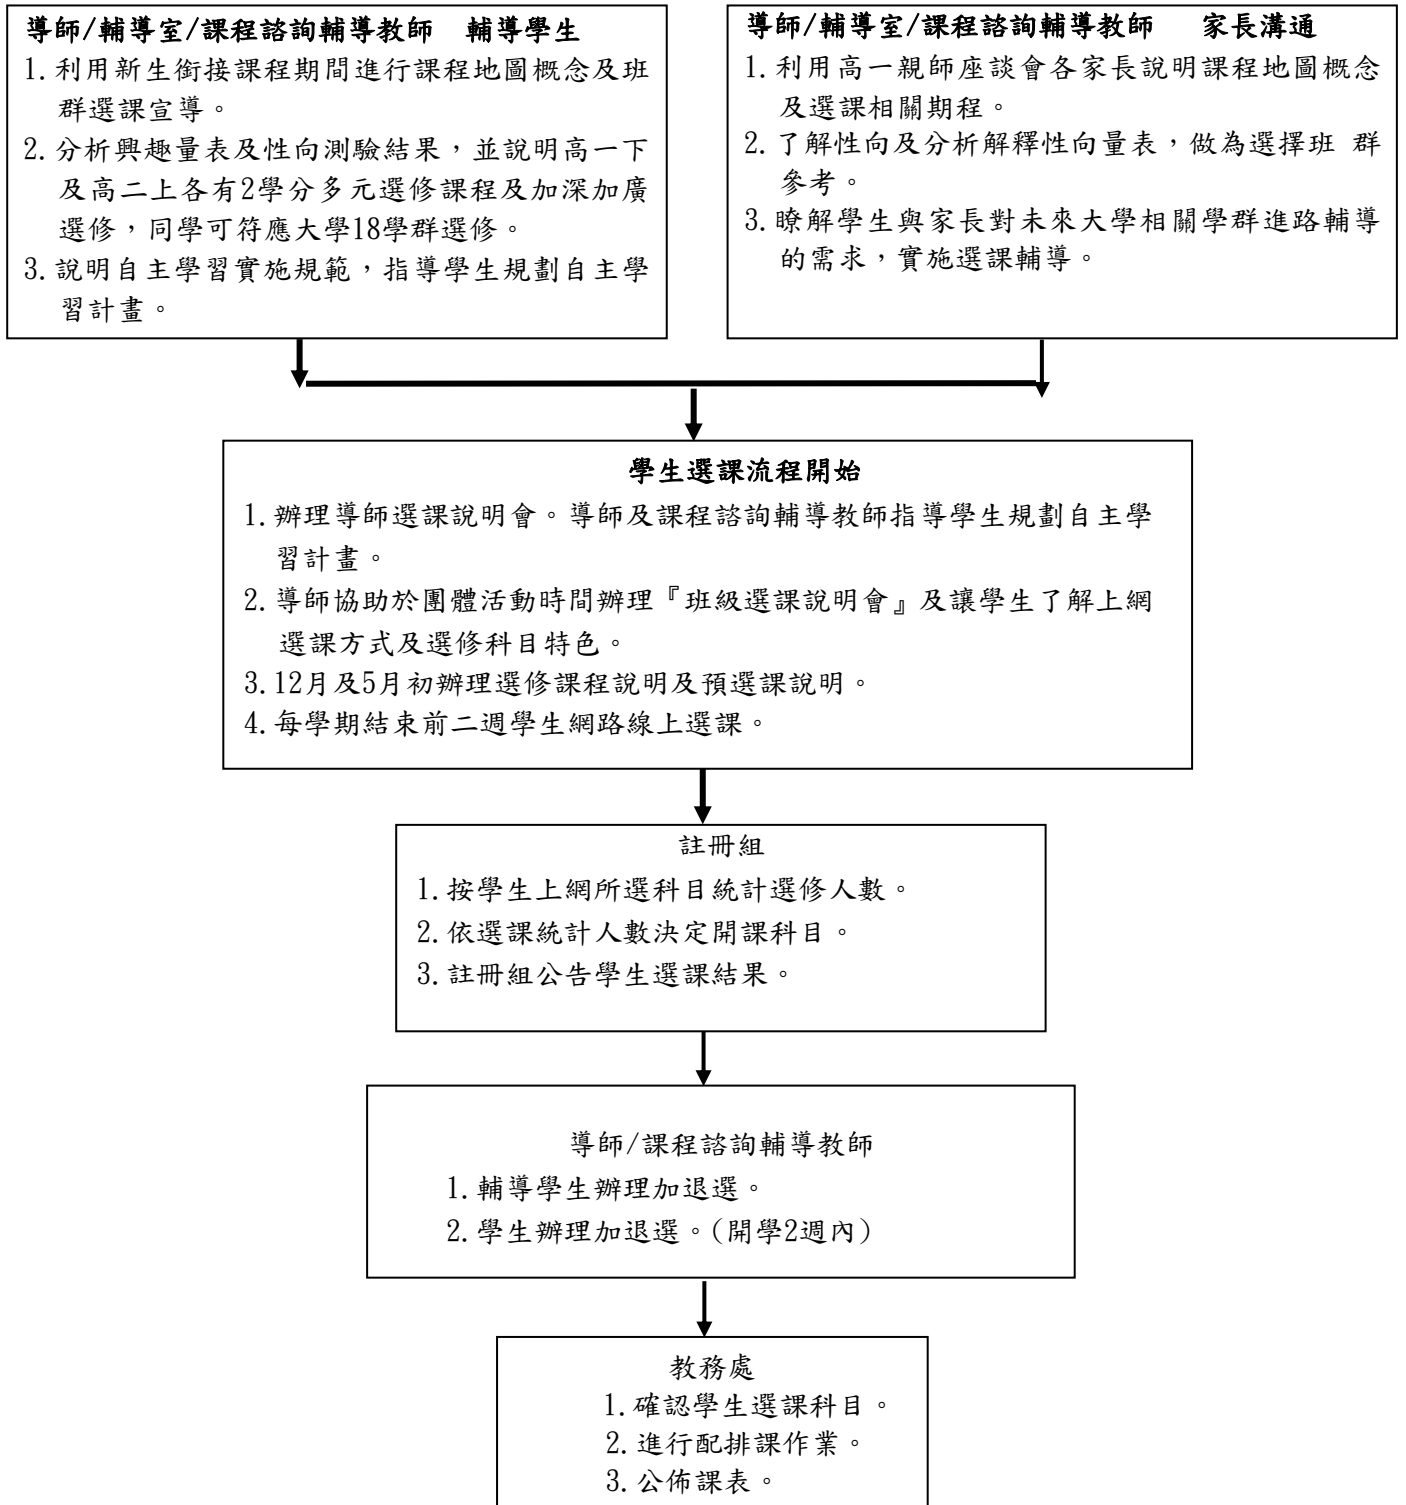 導師/輔導室/課程諮詢輔導教師 輔導學生
1.利用新生銜接課程期間進行課程地圖概念及班
群選課宣導。
2.分析興趣量表及性向測驗結果，並說明高一下
及高二上各有2學分多元選修課程及加深加廣
選修，同學可符應大學18學群選修。
3.說明自主學習實施規範，指導學生規劃自主學
習計畫。
導師/輔導室/課程諮詢輔導教師 家長溝通
1.利用高一親師座談會各家長說明課程地圖概念
及選課相關期程。
2.了解性向及分析解釋性向量表，做為選擇班 群
參考。
3.瞭解學生與家長對未來大學相關學群進路輔導
的需求，實施選課輔導。
學生選課流程開始
1.辦理導師選課說明會。導師及課程諮詢輔導教師指導學生規劃自主學
習計畫。
2.導師協助於團體活動時間辦理『班級選課說明會』及讓學生了解上網
選課方式及選修科目特色。
3.12月及5月初辦理選修課程說明及預選課說明。
4.每學期結束前二週學生網路線上選課。
註冊組
1.按學生上網所選科目統計選修人數。
2.依選課統計人數決定開課科目。
3.註冊組公告學生選課結果。
導師/課程諮詢輔導教師
1.輔導學生辦理加退選。
2.學生辦理加退選。(開學2週內)
教務處
1.確認學生選課科目。
2.進行配排課作業。
3.公佈課表。